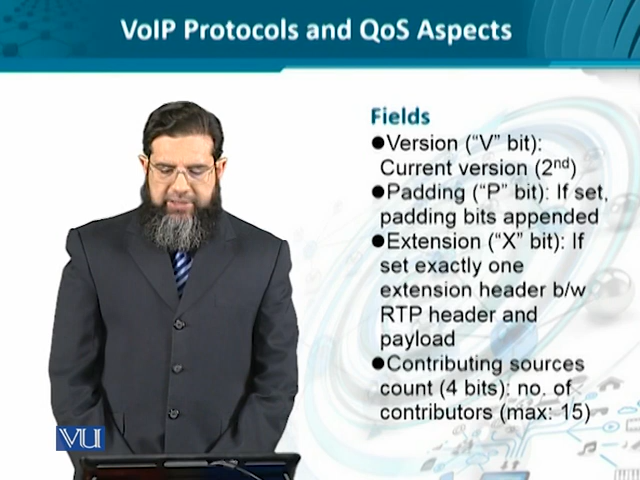 VoIP Protocols and QoS Aspects
Fields
●Version (“V” bit):
Current version (2nd)
●Padding (“P” bit): If set,
padding bits appended
●Extension (“X” bit): If
set exactly one
extension header b/w
RTP header and
payload
●Contributing sources
count (4 bits): no. of
contributors (max: 15)
VU